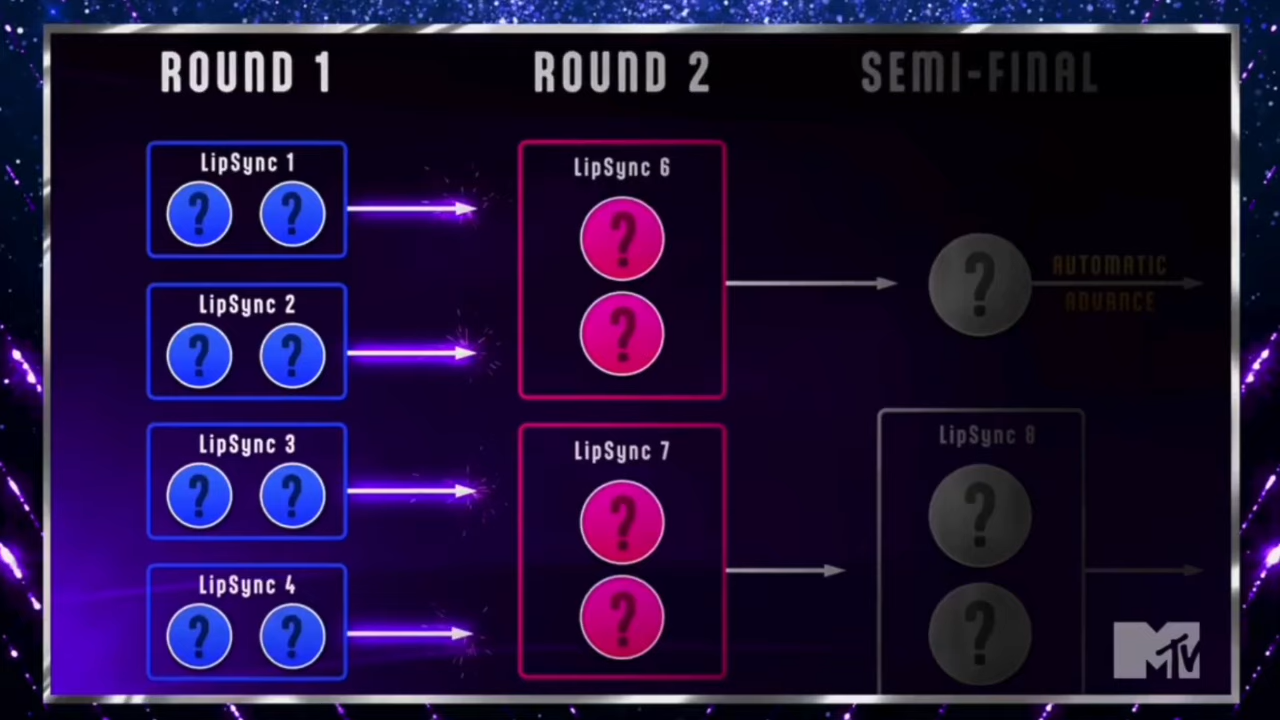 ROUND 1
ROUND 2
SEMI-FINAL
LipSync 1
? ?
LipSync 2
? ?
LipSync 3
? ?
LipSync 4
? ?
LipSync 6
?
?
LipSync 7
?
?
?
AUTOMATIC
ADVANCE
LipSync 8
?
?
MTV